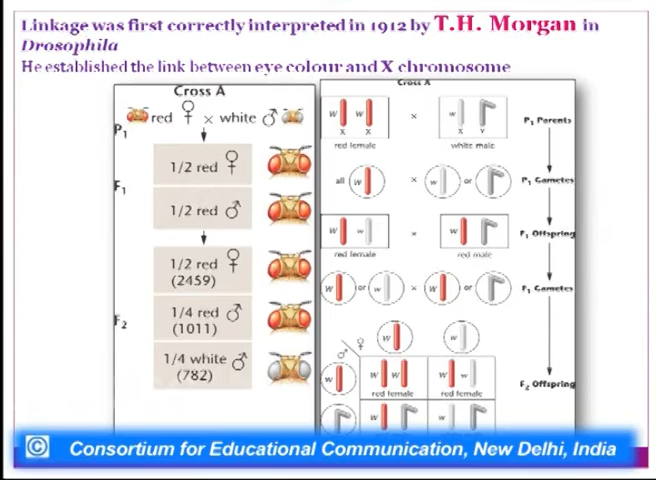 Linkage was first correctly interpreted in 1912 by T.H. Morgan in
Drosophila
He established the link between eye colour and X chromosome
Cross A
red ♀ × white ♂
P1
1/2 red ♀
F1
1/2 red ♂
1/2 red ♀
(2459)
1/4 red ♂
(1011)
F2
1/4 white ♂
(782)
Cross A
w w × w
X X X Y
red female white male
P1 Parents
all w × w or
P1 Gametes
w w × w
red female red male
F1 Offspring
w or w × w or
F1 Gametes
♀ w w
♂
w w w w w
red female red female
F2 Offspring
w w
© Consortium for Educational Communication, New Delhi, India